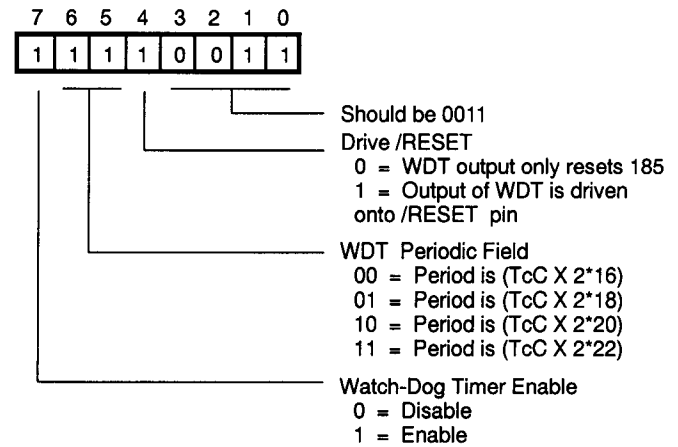 7 6 5 4 3 2 1 0
1 1 1 1 0 0 1 1
Should be 0011
Drive /RESET
0 = WDT output only resets 185
1 = Output of WDT is driven
onto /RESET pin
WDT Periodic Field
00 = Period is (TcC X 2*16)
01 = Period is (TcC X 2*18)
10 = Period is (TcC X 2*20)
11 = Period is (TcC X 2*22)
Watch-Dog Timer Enable
0 = Disable
1 = Enable